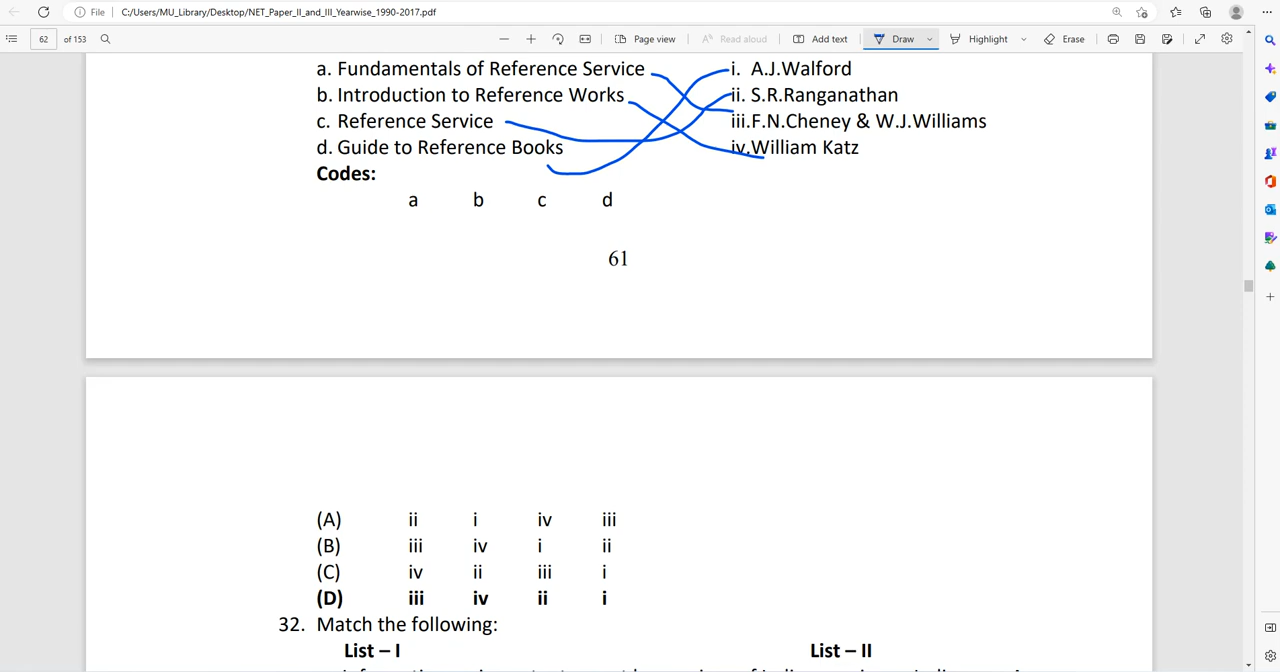 File C:/Users/MU_Library/Desktop/NET_Paper_II_and_III_Yearwise_1990-2017.pdf
62 of 153 Page view Read aloud Add text Draw Highlight Erase
a. Fundamentals of Reference Service i. A.J.Walford
b. Introduction to Reference Works ii. S.R.Ranganathan
c. Reference Service iii.F.N.Cheney & W.J.Williams
d. Guide to Reference Books iv.William Katz
Codes:
a b c d
61
(A) ii i iv iii
(B) iii iv i ii
(C) iv ii iii i
(D) iii iv ii i
32. Match the following:
List – I List – II